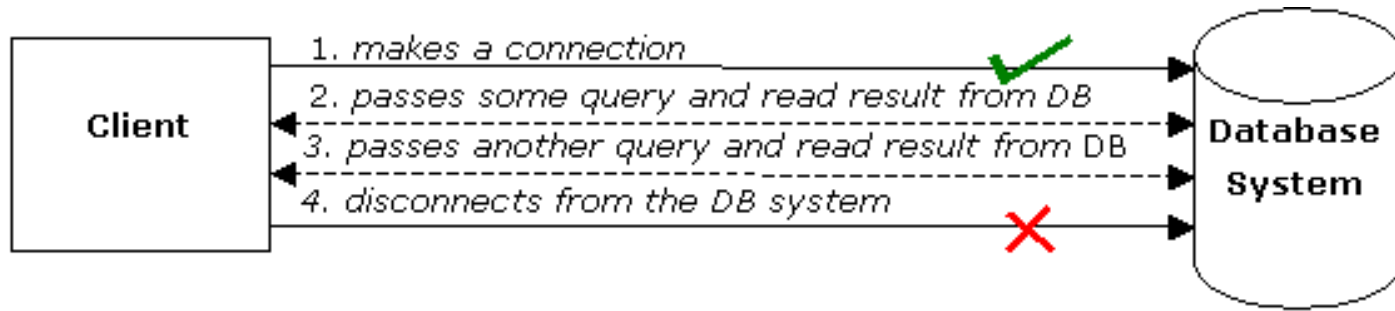 1. makes a connection
2. passes some query and read result from DB
Client
3. passes another query and read result from DB
4. disconnects from the DB system
Database
System